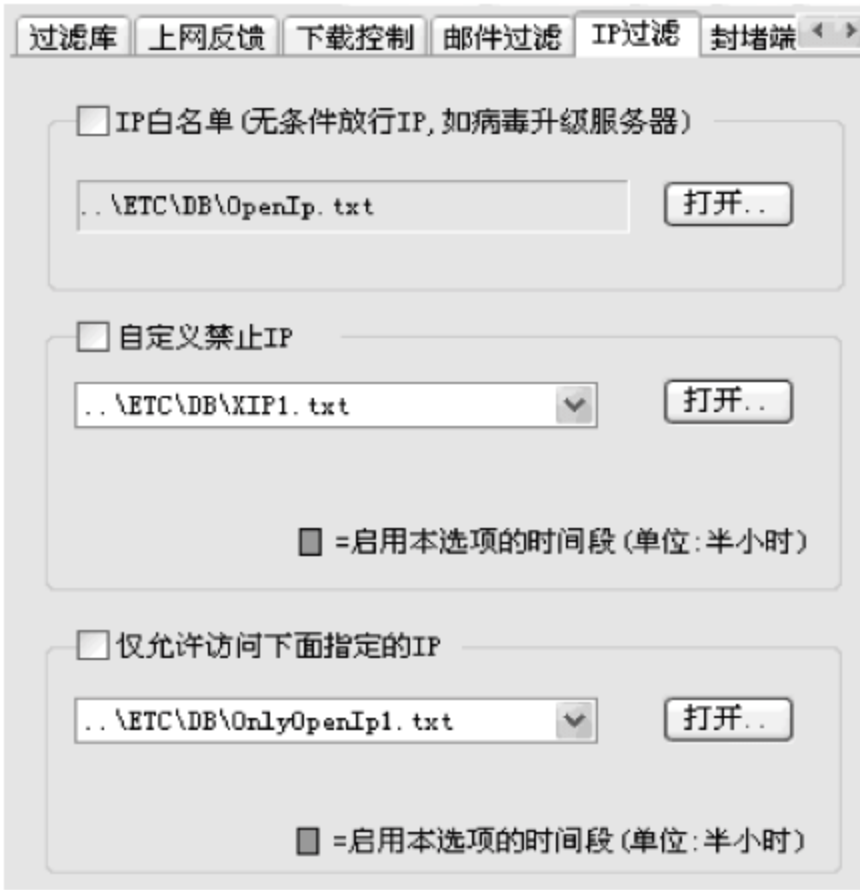 过滤库 上网反馈 下载控制 邮件过滤 IP过滤 封堵端
IP白名单(无条件放行IP,如病毒升级服务器)
..\ETC\DB\OpenIp.txt 打开..
自定义禁止IP
..\ETC\DB\XIP1.txt 打开..
=启用本选项的时间段(单位:半小时)
仅允许访问下面指定的IP
..\ETC\DB\OnlyOpenIp1.txt 打开..
=启用本选项的时间段(单位:半小时)